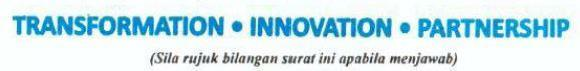 TRANSFORMATION • INNOVATION • PARTNERSHIP
(Sila rujuk bilangan surat ini apabila menjawab)